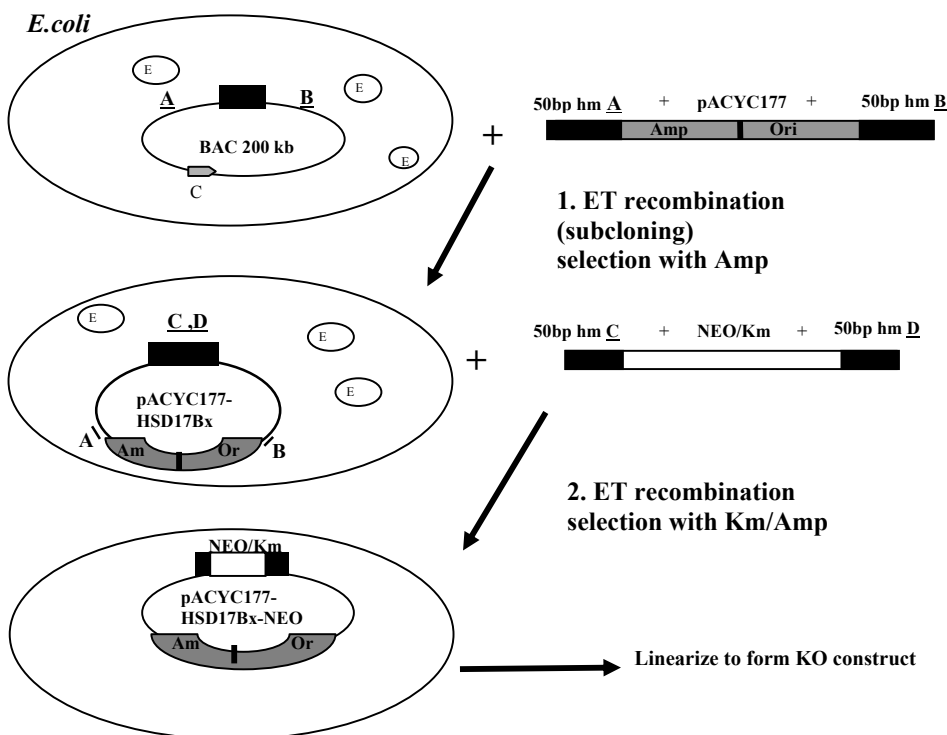 E.coli
E
A
B
E
BAC 200 kb
E
C
+
50bp hm A + pACYC177 + 50bp hm B
Amp Ori
1. ET recombination
(subcloning)
selection with Amp
E
C ,D
E
E
pACYC177-
HSD17Bx
A
B
Am Or
+
50bp hm C + NEO/Km + 50bp hm D
2. ET recombination
selection with Km/Amp
NEO/Km
pACYC177-
HSD17Bx-NEO
Am Or
Linearize to form KO construct